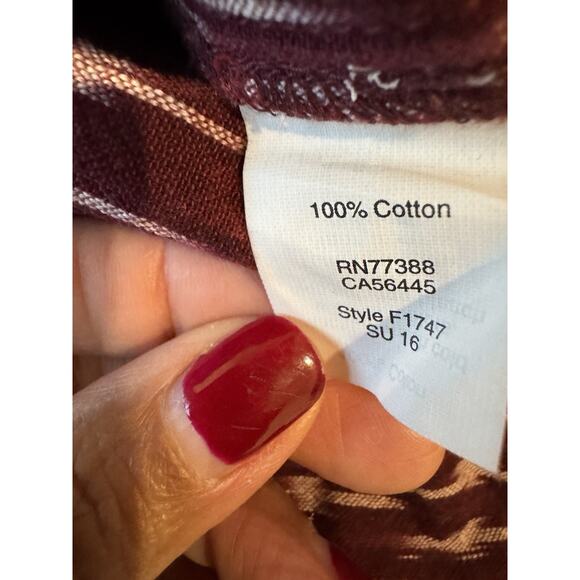 100% Cotton
RN77388
CA56445
Style F1747
SU 16